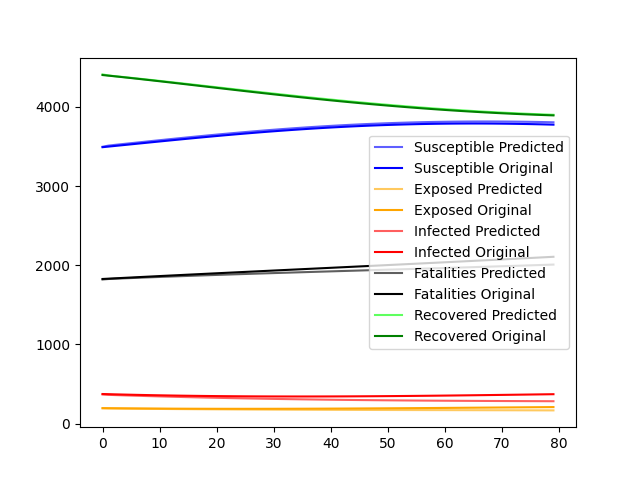 4000
3000
2000
1000
0
Susceptible Predicted
Susceptible Original
Exposed Predicted
Exposed Original
Infected Predicted
Infected Original
Fatalities Predicted
Fatalities Original
Recovered Predicted
Recovered Original
0 10 20 30 40 50 60 70 80